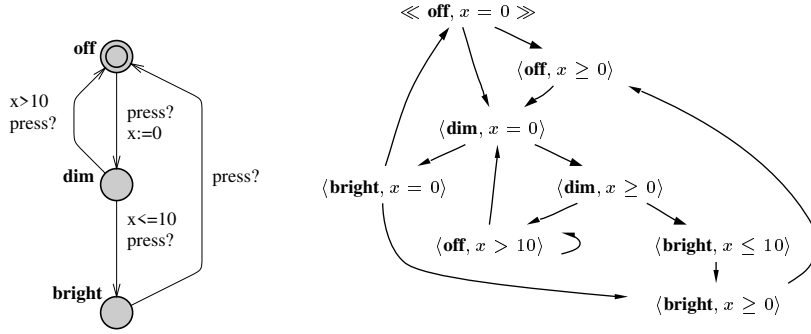 off
x>10
press?
press?
x:=0
dim
press?
x<=10
press?
bright
≪ off, x = 0 ≫
⟨off, x ≥ 0⟩
⟨dim, x = 0⟩
⟨bright, x = 0⟩
⟨dim, x ≥ 0⟩
⟨off, x > 10⟩
⟨bright, x ≤ 10⟩
⟨bright, x ≥ 0⟩